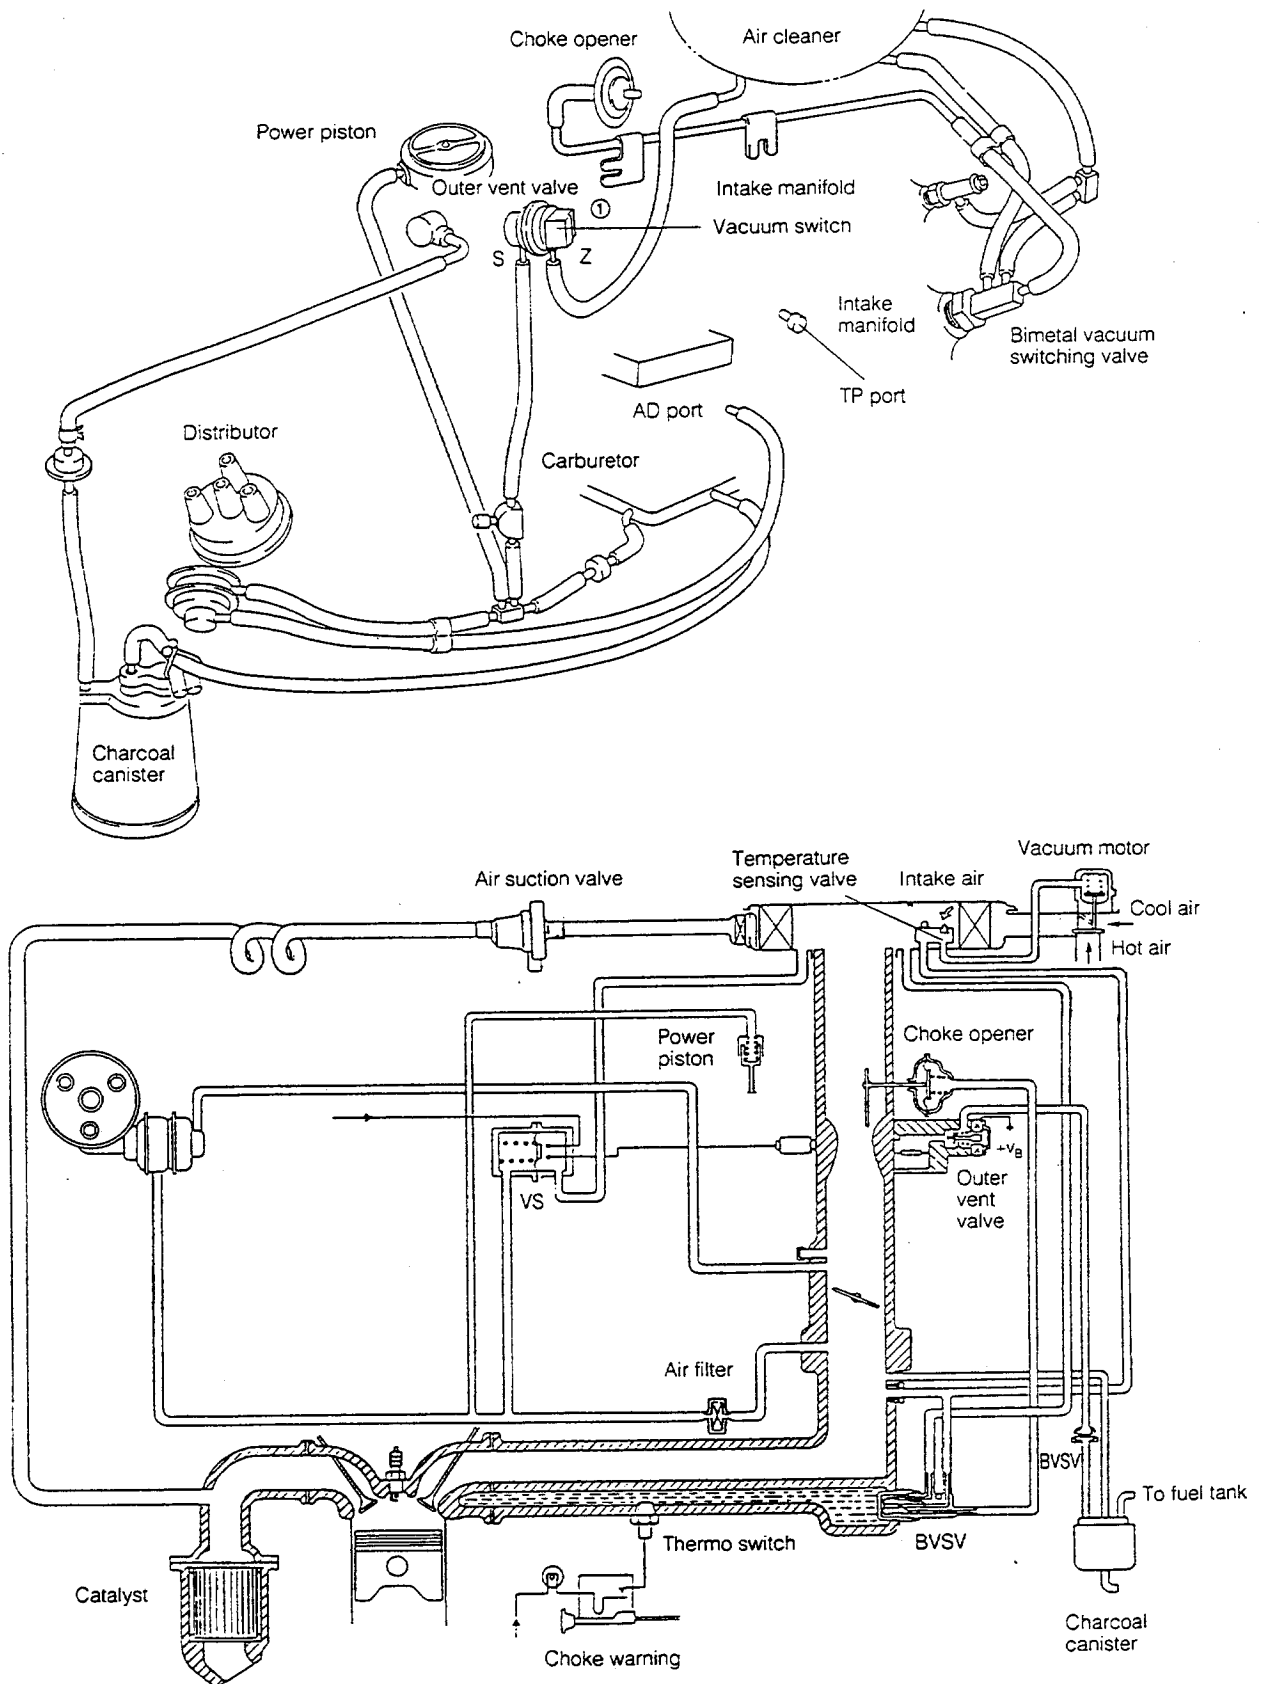 Choke opener
Air cleaner
Power piston
Outer vent valve
①
Intake manifold
Vacuum switch
S
Z
Intake
manifold
Bimetal vacuum
switching valve
TP port
AD port
Distributor
Carburetor
Charcoal
canister
Temperature
sensing valve
Intake air
Vacuum motor
Air suction valve
Cool air
Hot air
Power
piston
Choke opener
+VB
VS
Outer
vent
valve
Air filter
BVSV
To fuel tank
Thermo switch
BVSV
Catalyst
Choke warning
Charcoal
canister